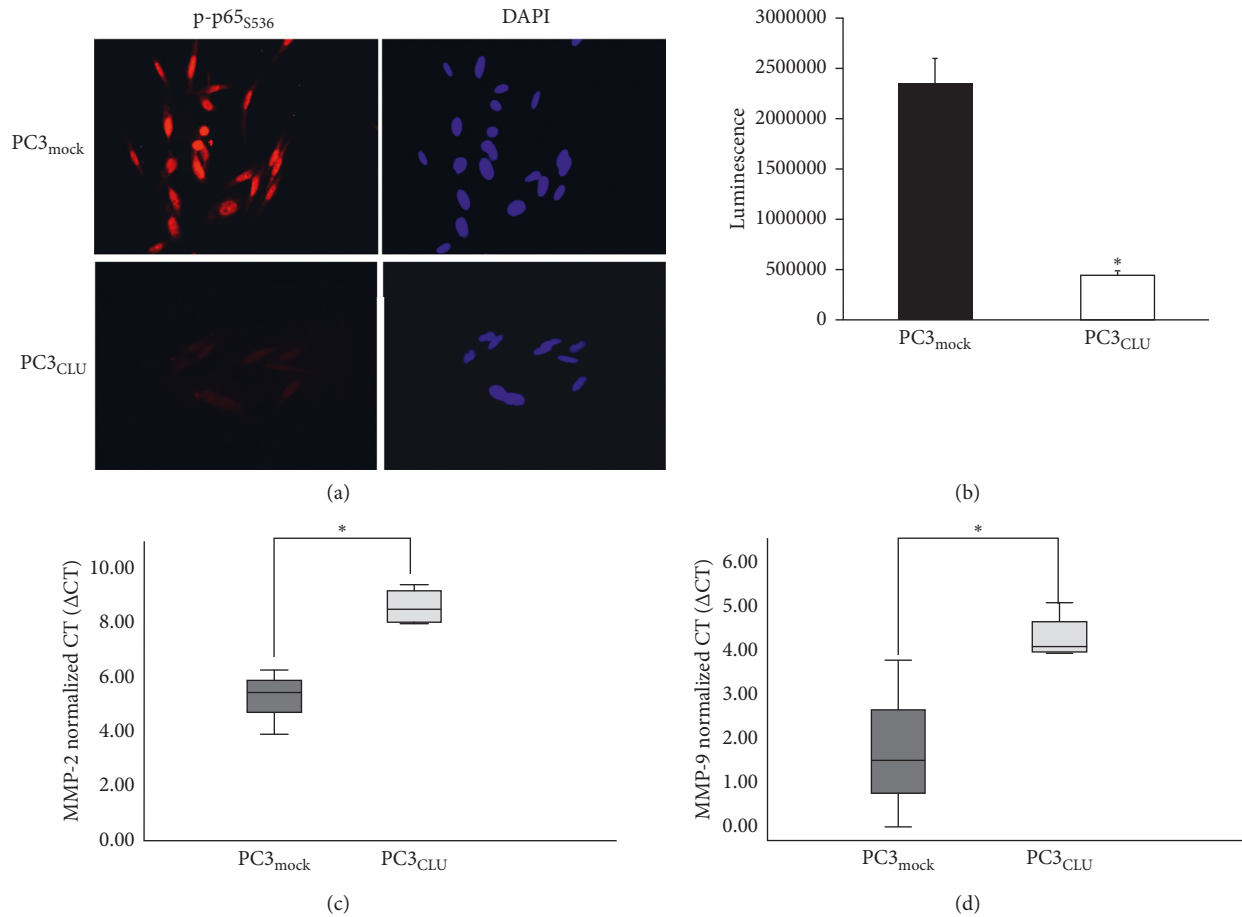 p-p65S536 DAPI
PC3mock
PC3CLU
(a)
3000000
2500000
2000000
1500000
1000000
500000
0
Luminescence
*
PC3mock PC3CLU
(b)
MMP-2 normalized CT (ΔCT)
10.00
8.00
6.00
4.00
2.00
0.00
*
PC3mock PC3CLU
(c)
MMP-9 normalized CT (ΔCT)
6.00
5.00
4.00
3.00
2.00
1.00
0.00
*
PC3mock PC3CLU
(d)